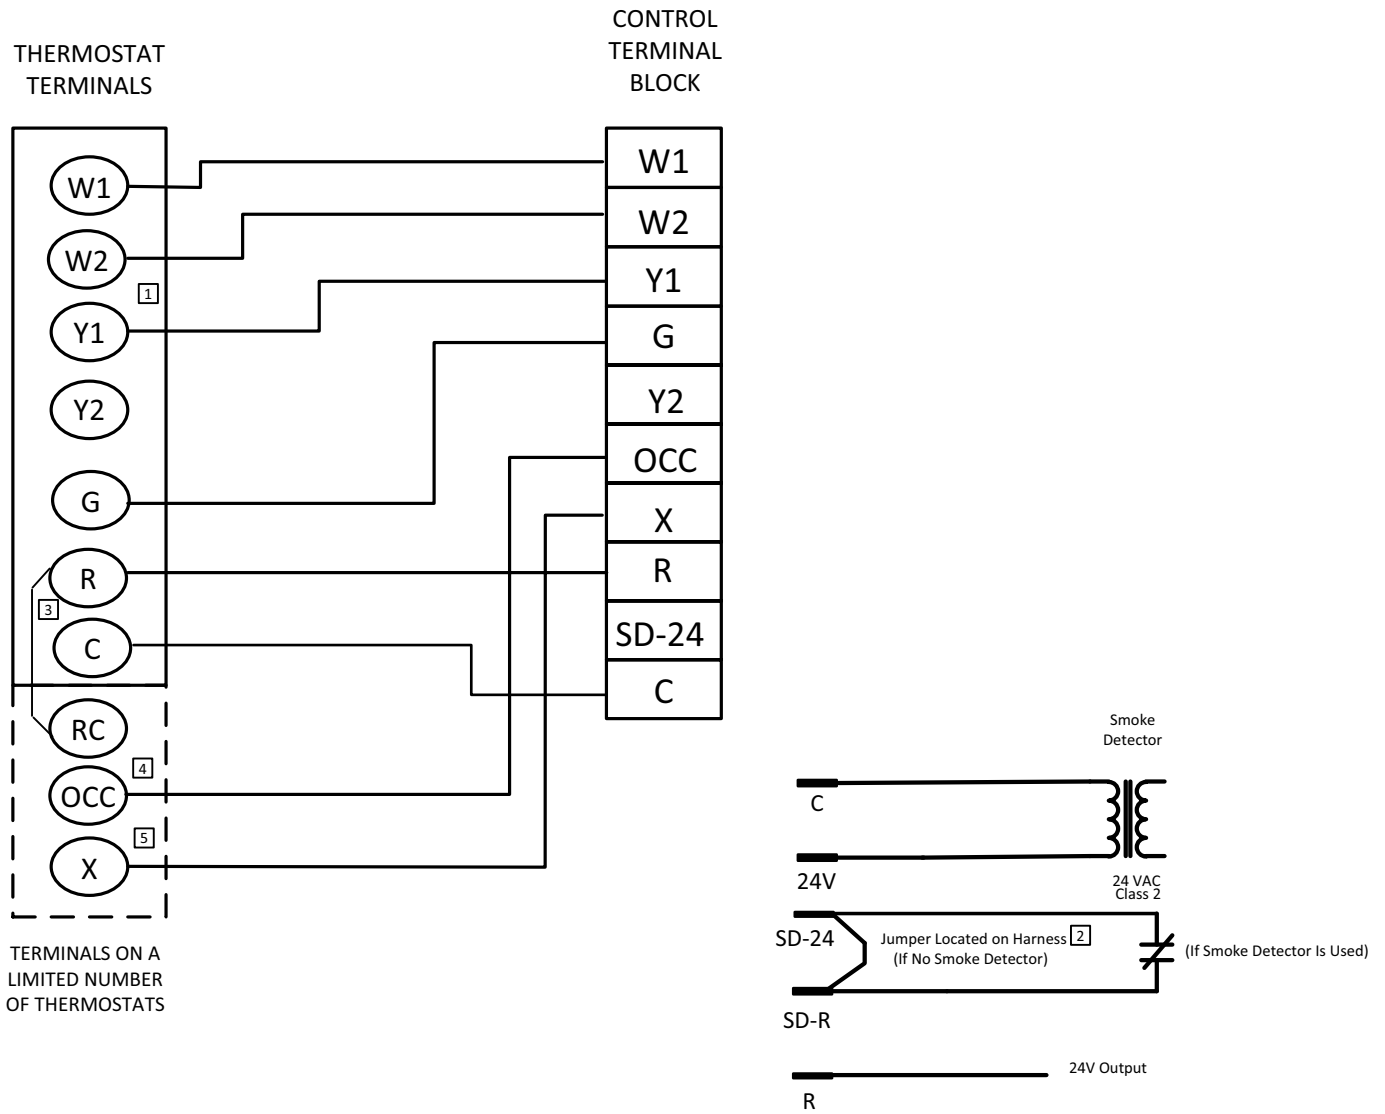 THERMOSTAT
TERMINALS
W1
W2
1
Y1
Y2
G
R
3
C
RC
4
OCC
5
X
TERMINALS ON A
LIMITED NUMBER
OF THERMOSTATS
CONTROL
TERMINAL
BLOCK
W1
W2
Y1
G
Y2
OCC
X
R
SD-24
C
Smoke
Detector
C
24V
24 VAC
Class 2
SD-24
Jumper Located on Harness 2
(If No Smoke Detector)
(If Smoke Detector Is Used)
SD-R
24V Output
R